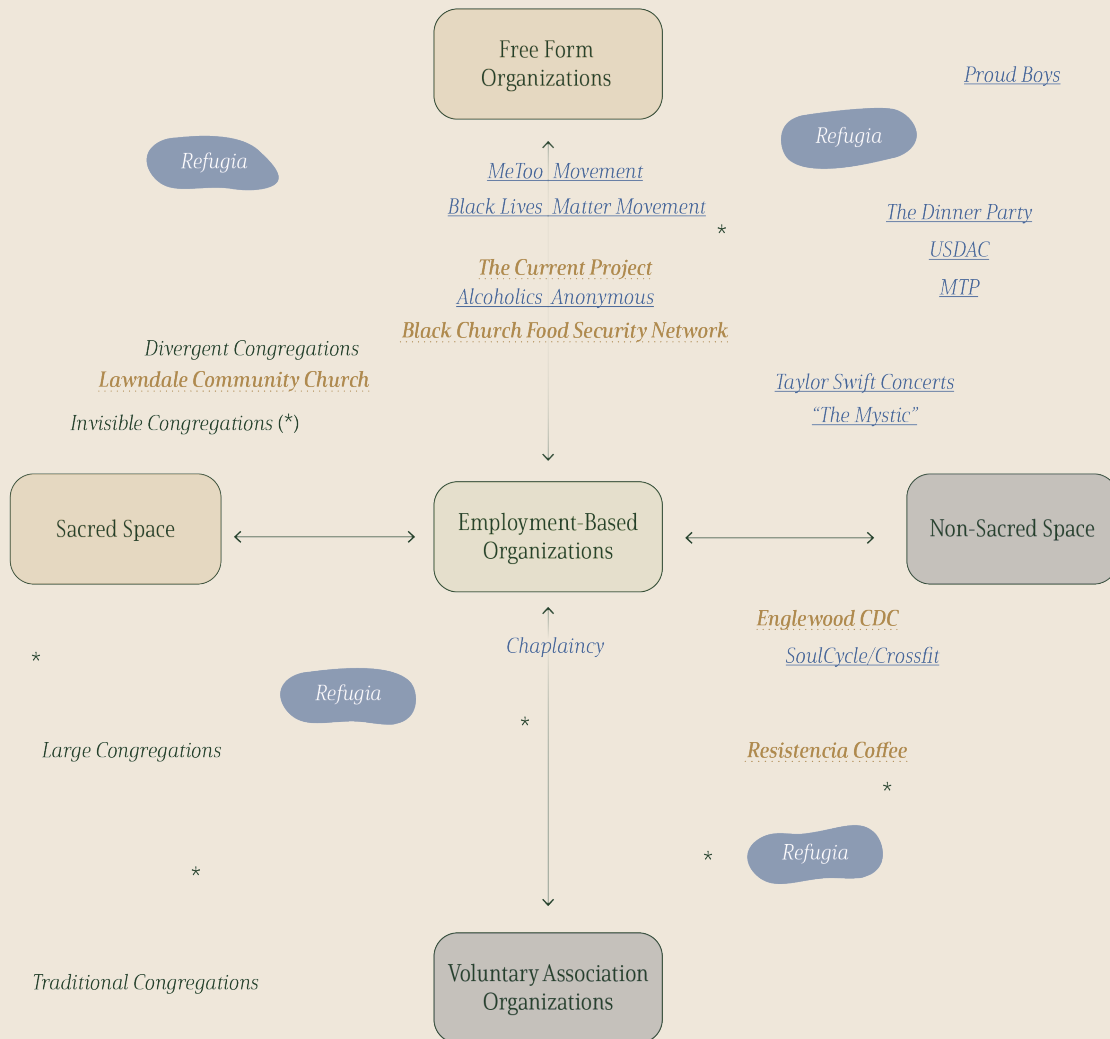 Free Form
Organizations
Proud Boys
Refugia
Refugia
MeToo Movement
Black Lives Matter Movement
The Dinner Party
*
USDAC
The Current Project
MTP
Alcoholics Anonymous
Black Church Food Security Network
Divergent Congregations
Lawndale Community Church
Taylor Swift Concerts
“The Mystic”
Invisible Congregations (*)
Sacred Space
Employment-Based
Organizations
Non-Sacred Space
Englewood CDC
Chaplaincy
SoulCycle/Crossfit
*
Refugia
*
Large Congregations
Resistencia Coffee
*
Refugia
*
*
Voluntary Association
Organizations
Traditional Congregations